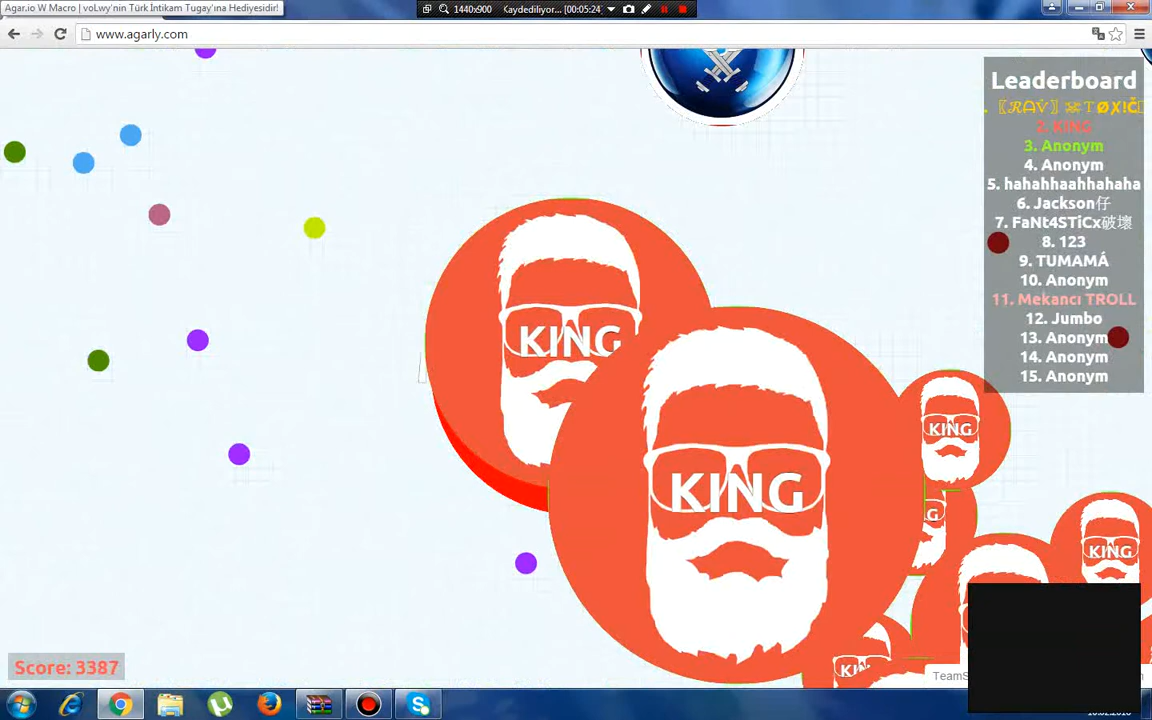 Agar.io W Macro | voLwy'nin Türk İntikam Tugay'ına Hediyesidir!
1440x900
Kaydediliyor... [00:05:24]
www.agarly.com
Leaderboard
2. KING
3. Anonym
4. Anonym
5. hahahhaahhahaha
6. Jackson仔
7. FaNt4STíCx破壞
8. 123
9. TUMAMÁ
10. Anonym
11. Mekancı TROLL
12. Jumbo
13. Anonym
14. Anonym
15. Anonym
KING
KING
KING
KING
Score: 3387